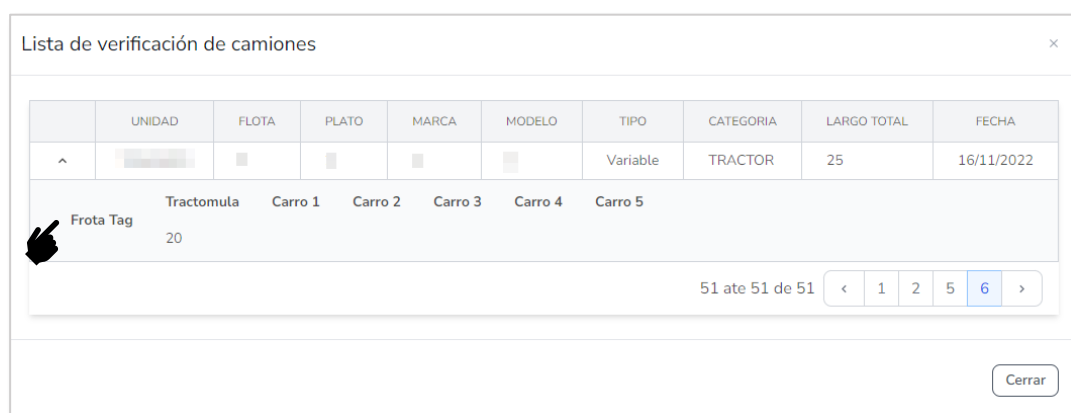 Lista de verificación de camiones ×
UNIDAD FLOTA PLATO MARCA MODELO TIPO CATEGORIA LARGO TOTAL FECHA
Variable TRACTOR 25 16/11/2022
Tractomula Carro 1 Carro 2 Carro 3 Carro 4 Carro 5
Frota Tag
20
51 ate 51 de 51 ‹ 1 2 5 6 ›
Cerrar